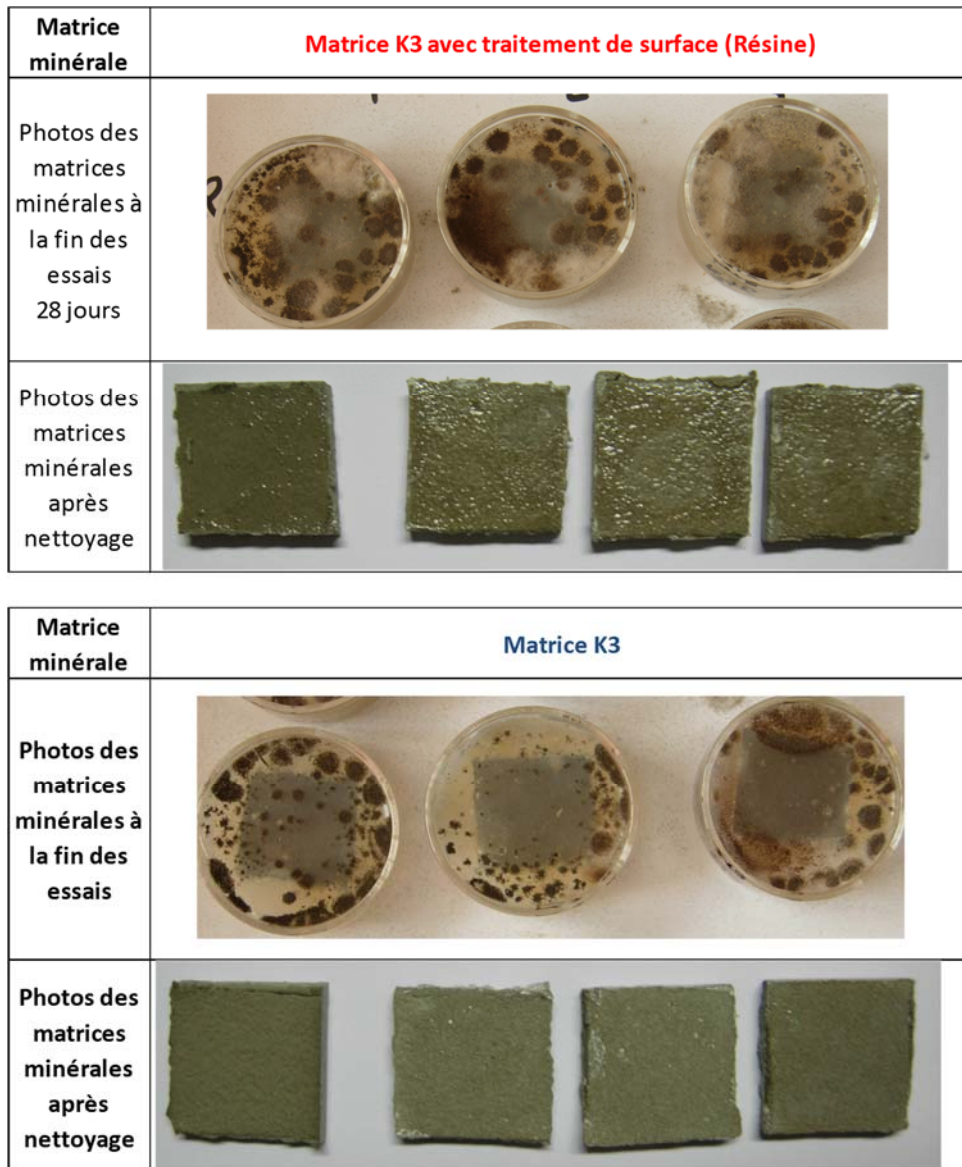 Matrice
minérale
Matrice K3 avec traitement de surface (Résine)
Photos des
matrices
minérales à
la fin des
essais
28 jours
Photos des
matrices
minérales
après
nettoyage
Matrice
minérale
Matrice K3
Photos des
matrices
minérales à
la fin des
essais
Photos des
matrices
minérales
après
nettoyage